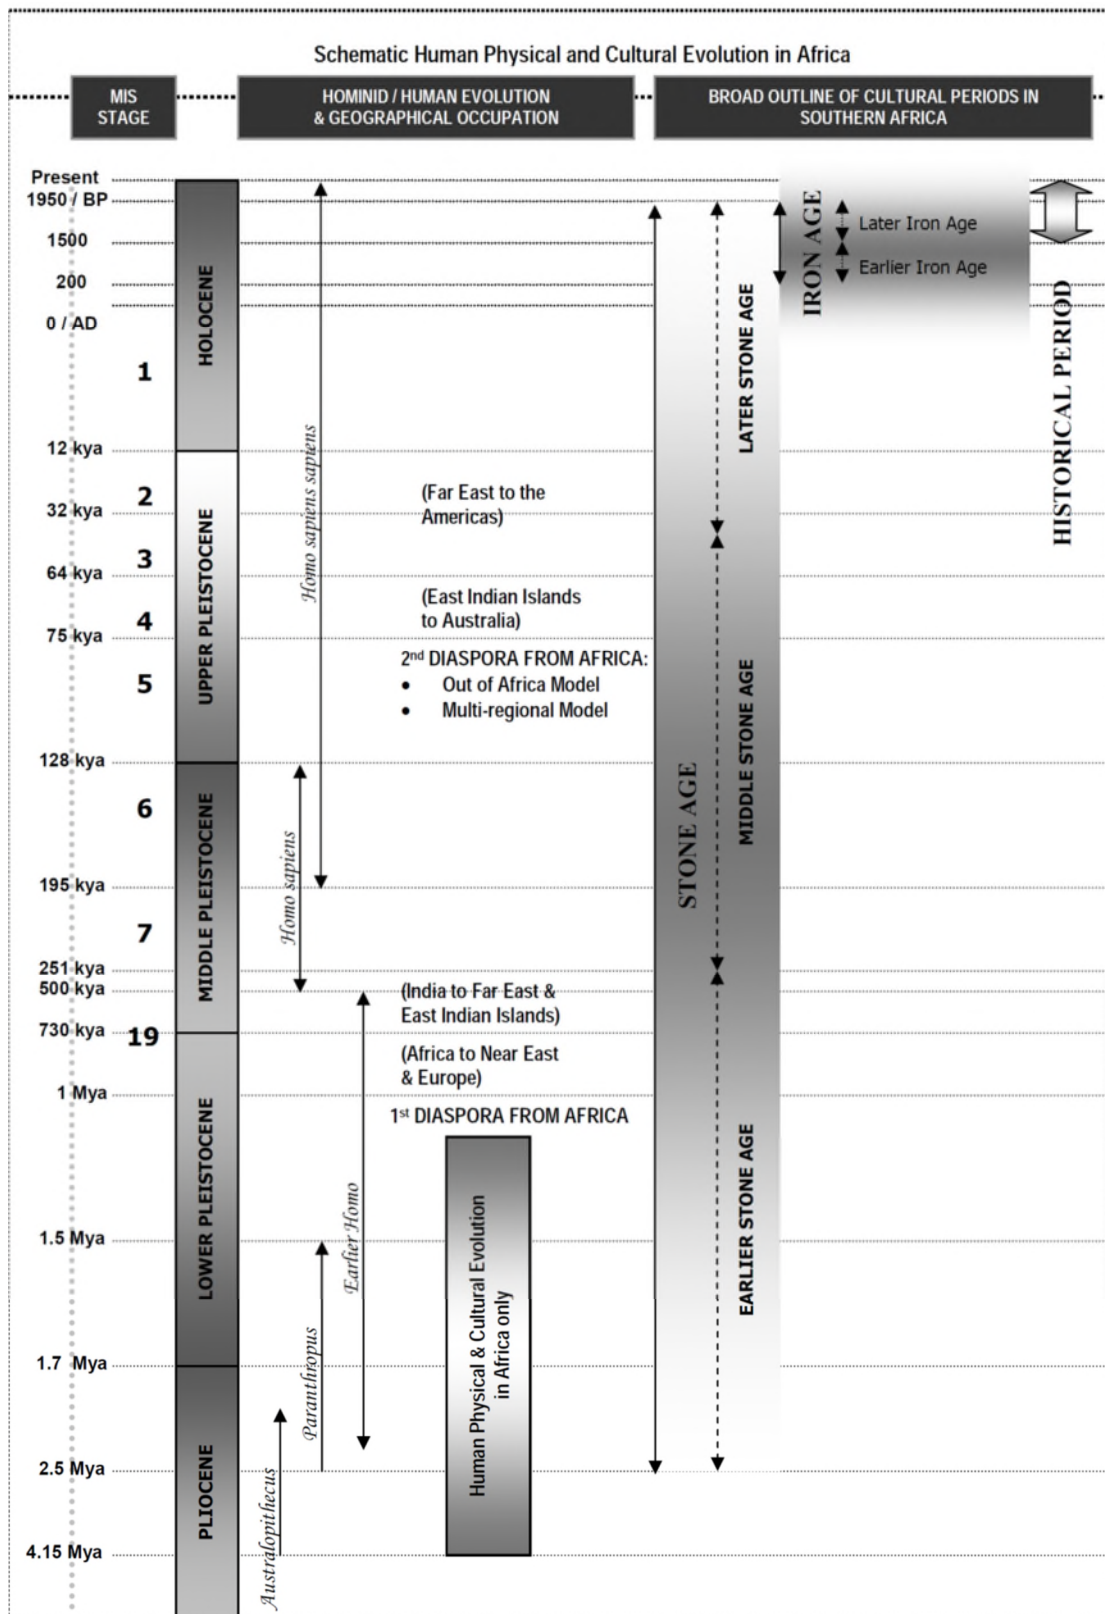 Schematic Human Physical and Cultural Evolution in Africa
MIS
STAGE
HOMINID / HUMAN EVOLUTION
& GEOGRAPHICAL OCCUPATION
BROAD OUTLINE OF CULTURAL PERIODS IN
SOUTHERN AFRICA
Present
1950 / BP
1500
200
0 / AD
12 kya
32 kya
64 kya
75 kya
128 kya
195 kya
251 kya
500 kya
730 kya
1 Mya
1.5 Mya
1.7 Mya
2.5 Mya
4.15 Mya
1
2
3
4
5
6
7
19
HOLOCENE
UPPER PLEISTOCENE
MIDDLE PLEISTOCENE
LOWER PLEISTOCENE
PLIOCENE
Homo sapiens sapiens
Homo sapiens
Earlier Homo
Paranthropus
Australopithecus
(Far East to the
Americas)
(East Indian Islands
to Australia)
2nd DIASPORA FROM AFRICA:
• Out of Africa Model
• Multi-regional Model
(India to Far East &
East Indian Islands)
(Africa to Near East
& Europe)
1st DIASPORA FROM AFRICA
Human Physical & Cultural Evolution
in Africa only
STONE AGE
LATER STONE AGE
MIDDLE STONE AGE
EARLIER STONE AGE
IRON AGE
Later Iron Age
Earlier Iron Age
HISTORICAL PERIOD